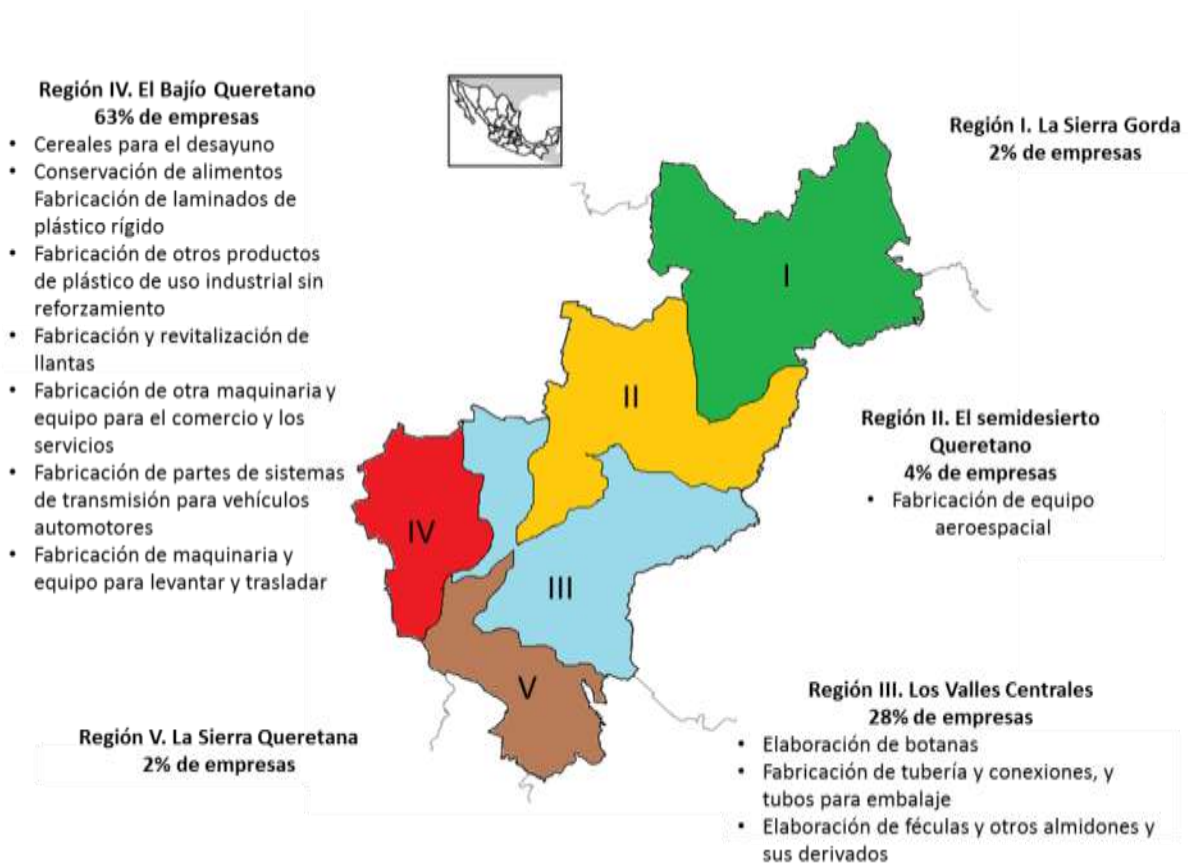 Región IV. El Bajío Queretano
63% de empresas
• Cereales para el desayuno
• Conservación de alimentos
Fabricación de laminados de
plástico rígido
• Fabricación de otros productos
de plástico de uso industrial sin
reforzamiento
• Fabricación y revitalización de
llantas
• Fabricación de otra maquinaria y
equipo para el comercio y los
servicios
• Fabricación de partes de sistemas
de transmisión para vehículos
automotores
• Fabricación de maquinaria y
equipo para levantar y trasladar
Región I. La Sierra Gorda
2% de empresas
I
II
III
IV
V
Región II. El semidesierto
Queretano
4% de empresas
• Fabricación de equipo
aeroespacial
Región V. La Sierra Queretana
2% de empresas
Región III. Los Valles Centrales
28% de empresas
• Elaboración de botanas
• Fabricación de tubería y conexiones, y
tubos para embalaje
• Elaboración de féculas y otros almidones y
sus derivados